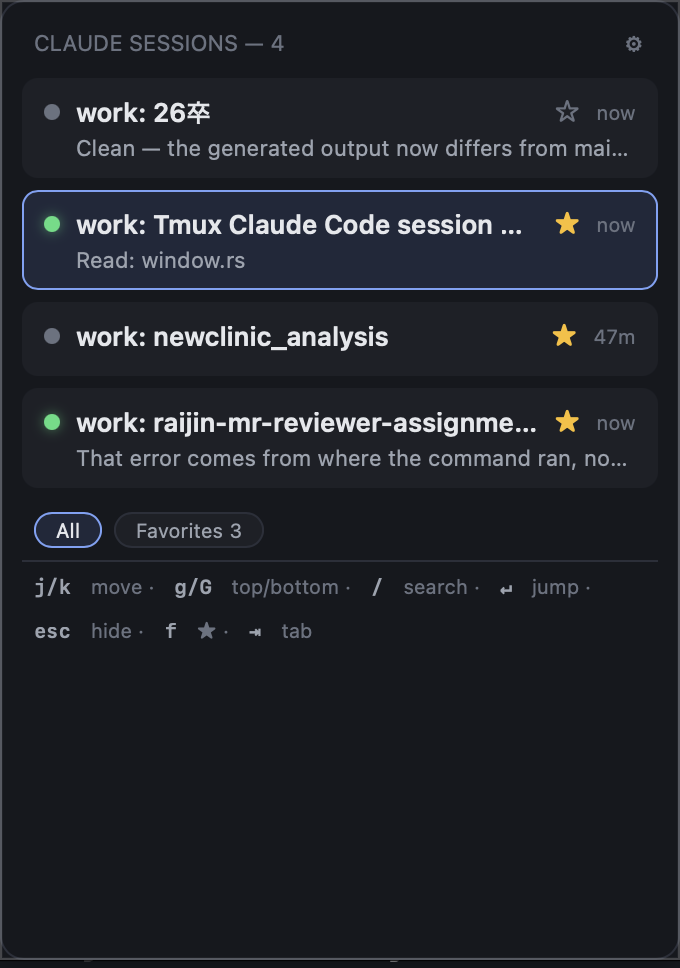 CLAUDE SESSIONS — 4
work: 26卒 now
Clean — the generated output now differs from mai...
work: Tmux Claude Code session ... now
Read: window.rs
work: newclinic_analysis 47m
work: raijin-mr-reviewer-assignme... now
That error comes from where the command ran, no...
All Favorites 3
j/k move · g/G top/bottom · / search · ↵ jump ·
esc hide · f ★ · ⇥ tab